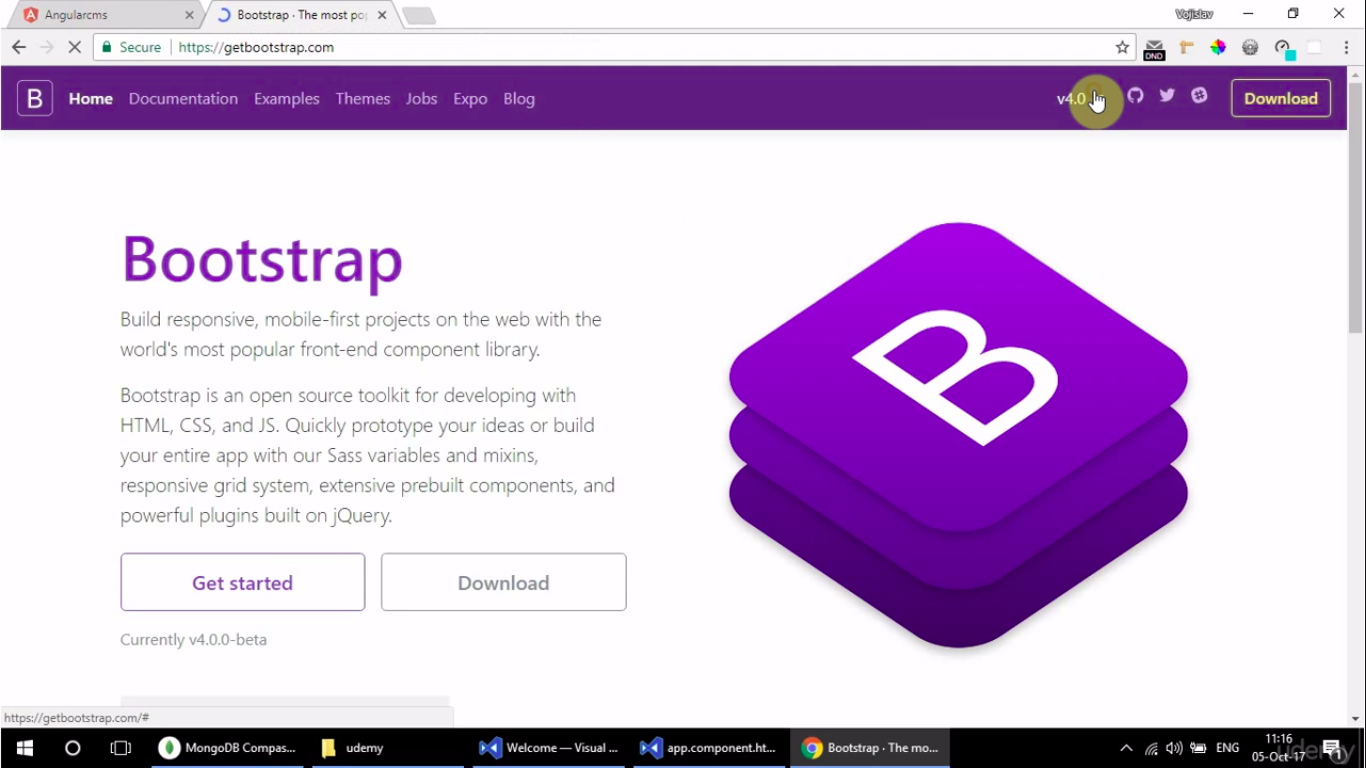 Angularcms
Bootstrap · The most pop
Vojislav
Secure
https://getbootstrap.com
DND
B
Home
Documentation
Examples
Themes
Jobs
Expo
Blog
v4.0
Download
Bootstrap
Build responsive, mobile-first projects on the web with the
world's most popular front-end component library.
Bootstrap is an open source toolkit for developing with
HTML, CSS, and JS. Quickly prototype your ideas or build
your entire app with our Sass variables and mixins,
responsive grid system, extensive prebuilt components, and
powerful plugins built on jQuery.
Get started
Download
Currently v4.0.0-beta
B
https://getbootstrap.com/#
MongoDB Compas...
udemy
Welcome — Visual ...
app.component.ht...
Bootstrap · The mo...
ENG
11:16
05-Oct-17
udemy
1